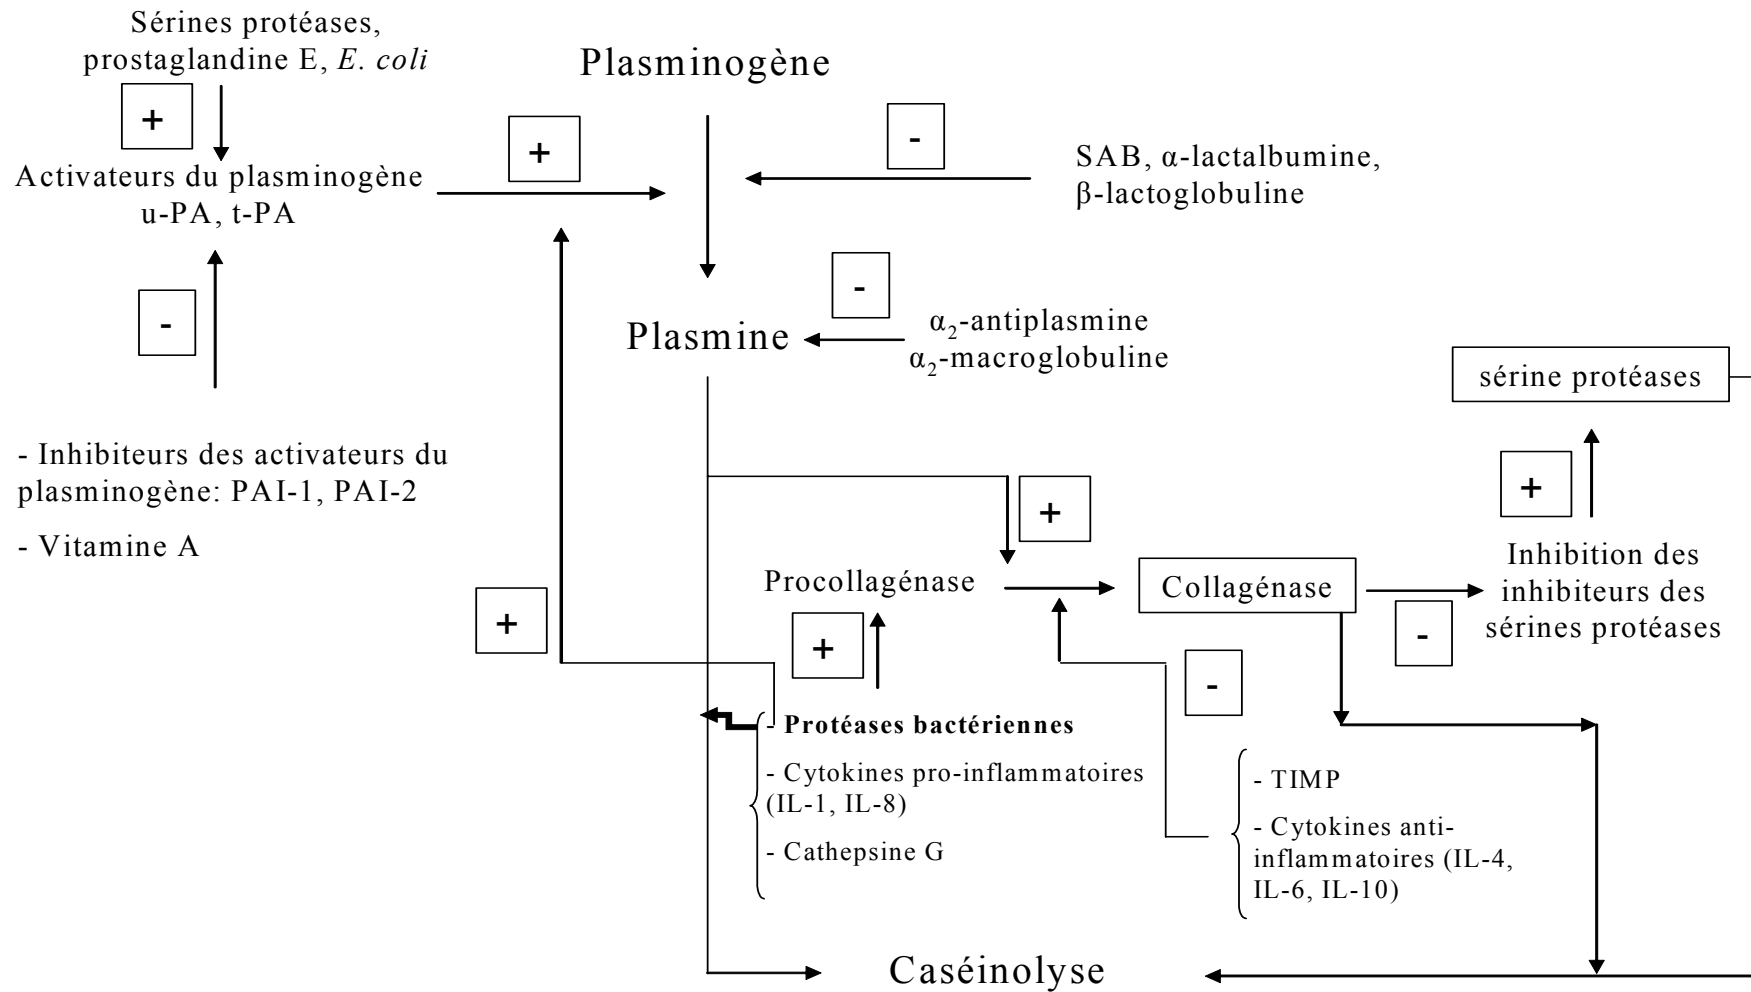 Sérines protéases,
prostaglandine E, E. coli
Plasminogène
+
+
-
SAB, α-lactalbumine,
β-lactoglobuline
Activateurs du plasminogène
u-PA, t-PA
-
-
Plasmine
α2-antiplasmine
α2-macroglobuline
sérine protéases
- Inhibiteurs des activateurs du
plasminogène: PAI-1, PAI-2
- Vitamine A
+
+
Procollagénase
Collagénase
Inhibition des
inhibiteurs des
sérines protéases
+
+
-
-
- Protéases bactériennes
- Cytokines pro-inflammatoires
(IL-1, IL-8)
- Cathepsine G
- TIMP
- Cytokines anti-
inflammatoires (IL-4,
IL-6, IL-10)
Caséinolyse